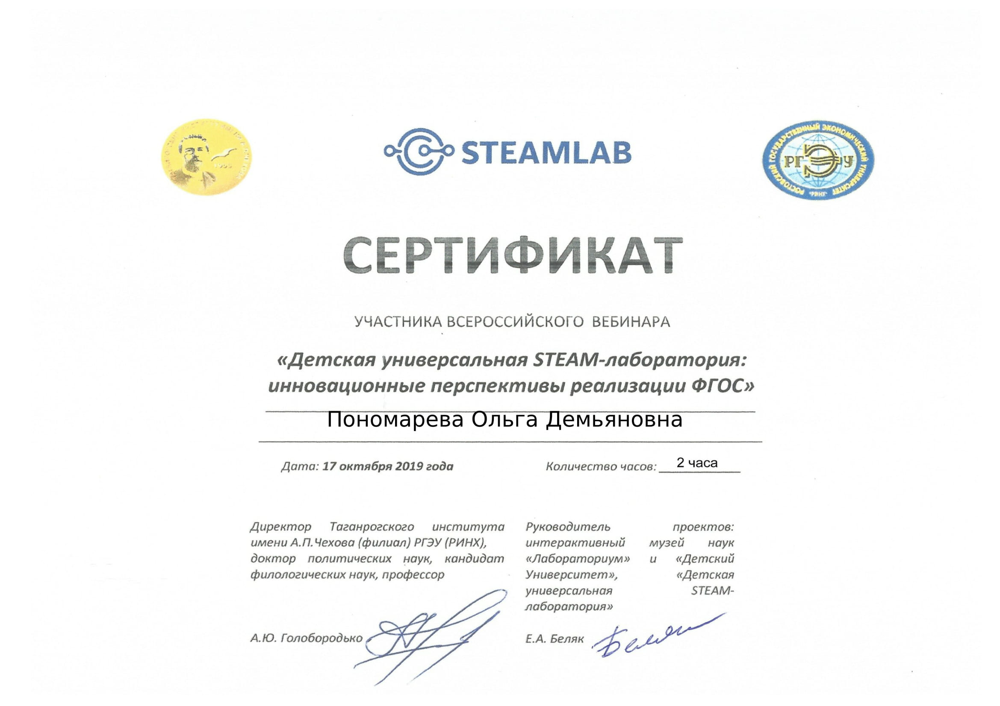 STEAMLAB
РОСТОВСКИЙ ГОСУДАРСТВЕННЫЙ ЭКОНОМИЧЕСКИЙ УНИВЕРСИТЕТ
РГЭУ
1955
СЕРТИФИКАТ
УЧАСТНИКА ВСЕРОССИЙСКОГО ВЕБИНАРА
«Детская универсальная STEAM-лаборатория:
инновационные перспективы реализации ФГОС»
Пономарева Ольга Демьяновна
Дата: 17 октября 2019 года
Количество часов: 2 часа
Директор Таганрогского института
имени А.П.Чехова (филиал) РГЭУ (РИНХ),
доктор политических наук, кандидат
филологических наук, профессор
А.Ю. Голобородько
Руководитель проектов:
интерактивный музей наук
«Лабораториум» и «Детский
Университет», «Детская
универсальная STEAM-
лаборатория»
Е.А. Беляк